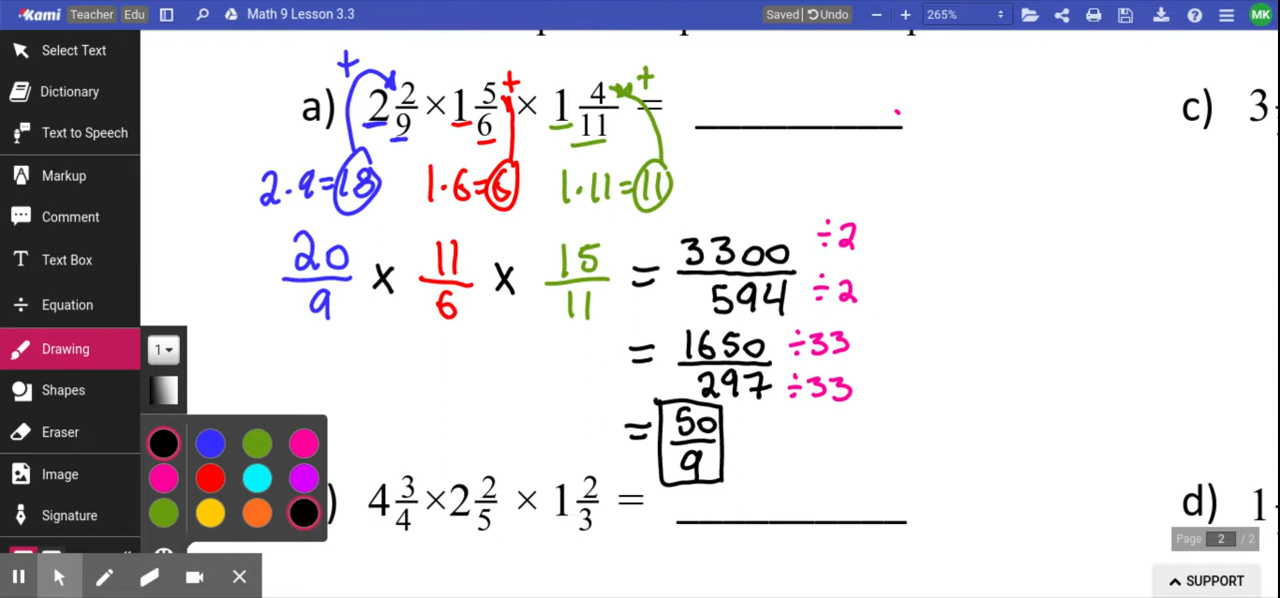 Kami Teacher Edu Math 9 Lesson 3.3 Saved Undo 265% MK
Select Text
Dictionary
Text to Speech
Markup
Comment
Text Box
Equation
Drawing
Shapes
Eraser
Image
Signature
1
+ + +
a) 2 2/9 × 1 5/6 × 1 4/11 = __________
c) 3
2·9=18 1·6=6 1·11=11
20/9 × 11/6 × 15/11 = 3300/594 ÷2 ÷2
= 1650/297 ÷33 ÷33
= 50/9
) 4 3/4 × 2 2/5 × 1 2/3 = __________
d) 1
Page 2 / 2
SUPPORT